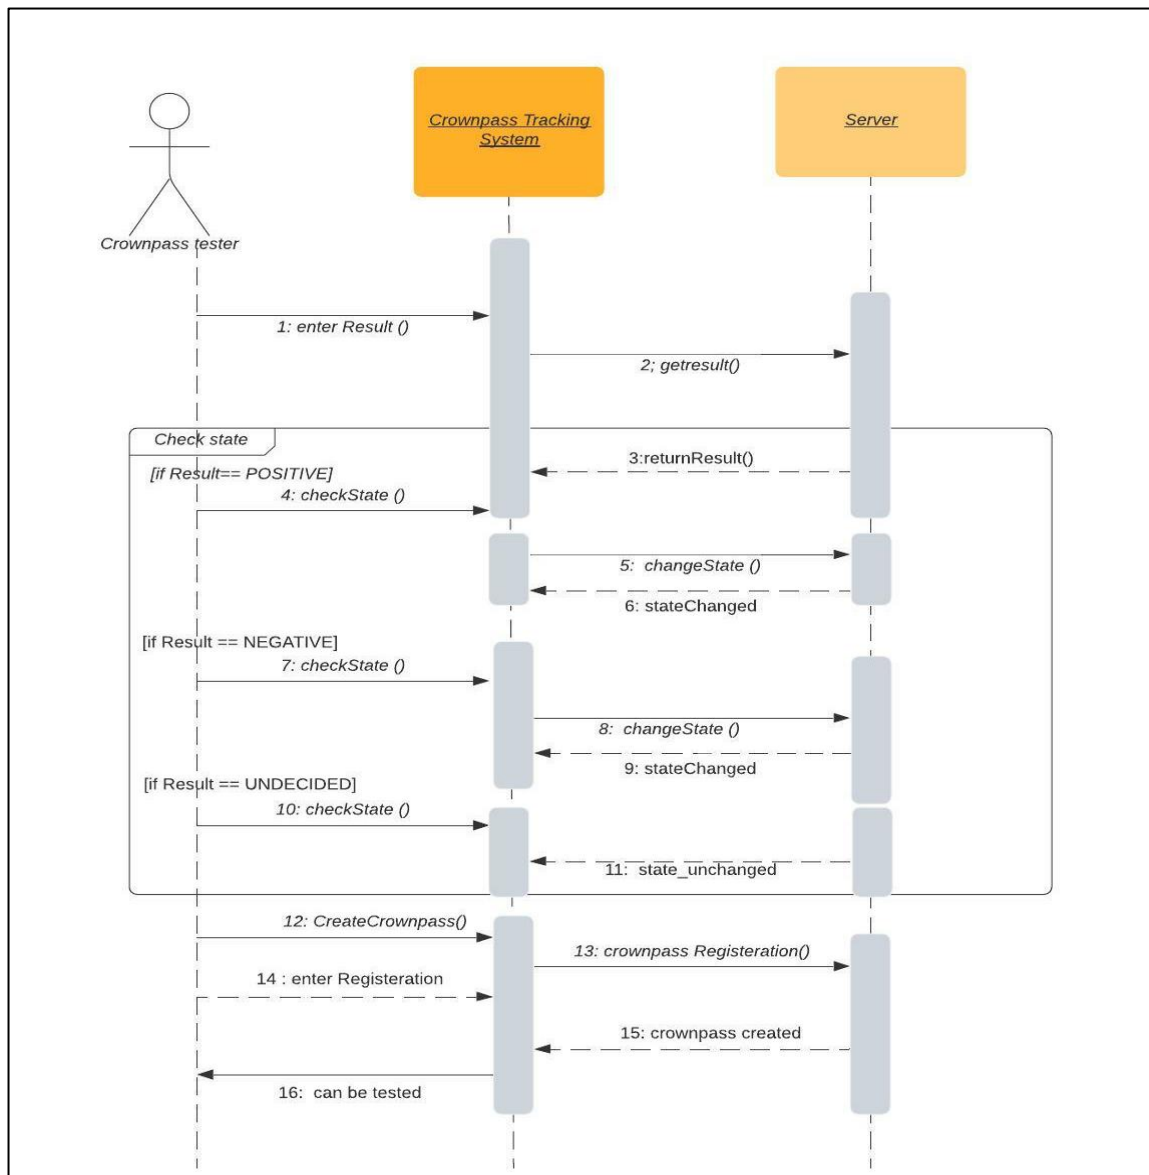 Crownpass Tracking
System
Server
Crownpass tester
1: enter Result ()
2; getresult()
Check state
3:returnResult()
[if Result== POSITIVE]
4: checkState ()
5:  changeState ()
6: stateChanged
[if Result == NEGATIVE]
7: checkState ()
8:  changeState ()
9: stateChanged
[if Result == UNDECIDED]
10: checkState ()
11:  state_unchanged
12: CreateCrownpass()
13: crownpass Registeration()
14 : enter Registeration
15: crownpass created
16:  can be tested